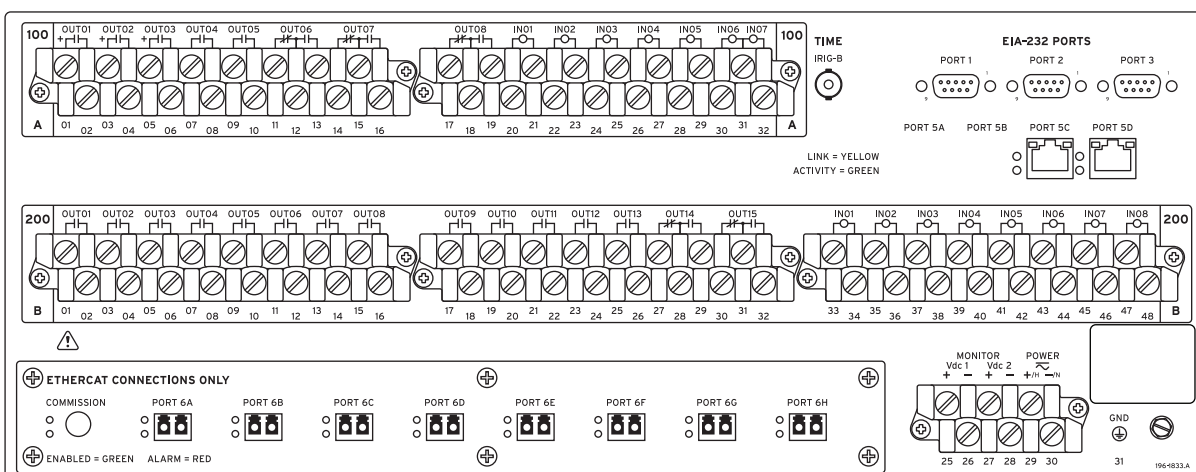 100 OUT01 OUT02 OUT03 OUT04 OUT05 OUT06 OUT07 OUT08 IN01 IN02 IN03 IN04 IN05 IN06 IN07 100
+ + +
A 01 02 03 04 05 06 07 08 09 10 11 12 13 14 15 16 17 18 19 20 21 22 23 24 25 26 27 28 29 30 31 32 A
TIME
IRIG-B
EIA-232 PORTS
PORT 1 PORT 2 PORT 3
1 1 1
9 9 9
PORT 5A PORT 5B PORT 5C PORT 5D
LINK = YELLOW
ACTIVITY = GREEN
200 OUT01 OUT02 OUT03 OUT04 OUT05 OUT06 OUT07 OUT08 OUT09 OUT10 OUT11 OUT12 OUT13 OUT14 OUT15 IN01 IN02 IN03 IN04 IN05 IN06 IN07 IN08 200
B 01 02 03 04 05 06 07 08 09 10 11 12 13 14 15 16 17 18 19 20 21 22 23 24 25 26 27 28 29 30 31 32 33 34 35 36 37 38 39 40 41 42 43 44 45 46 47 48 B
ETHERCAT CONNECTIONS ONLY
COMMISSION PORT 6A PORT 6B PORT 6C PORT 6D PORT 6E PORT 6F PORT 6G PORT 6H
ENABLED = GREEN ALARM = RED
MONITOR POWER
Vdc 1 Vdc 2
+ − + − +/H −/N
25 26 27 28 29 30
GND
31
196-1833.A